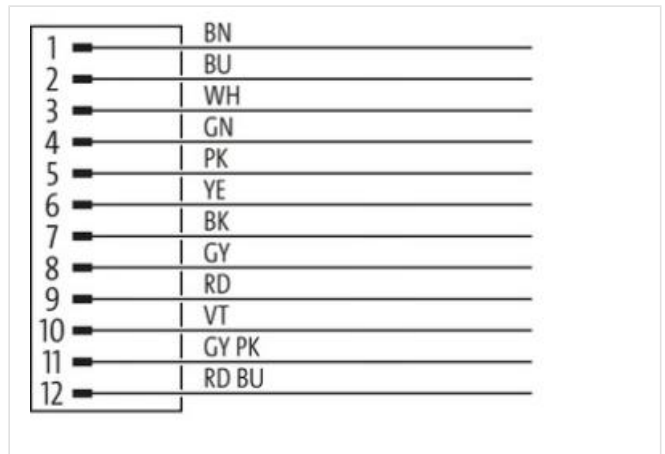 1 BN
2 BU
3 WH
4 GN
5 PK
6 YE
7 BK
8 GY
9 RD
10 VT
11 GY PK
12 RD BU